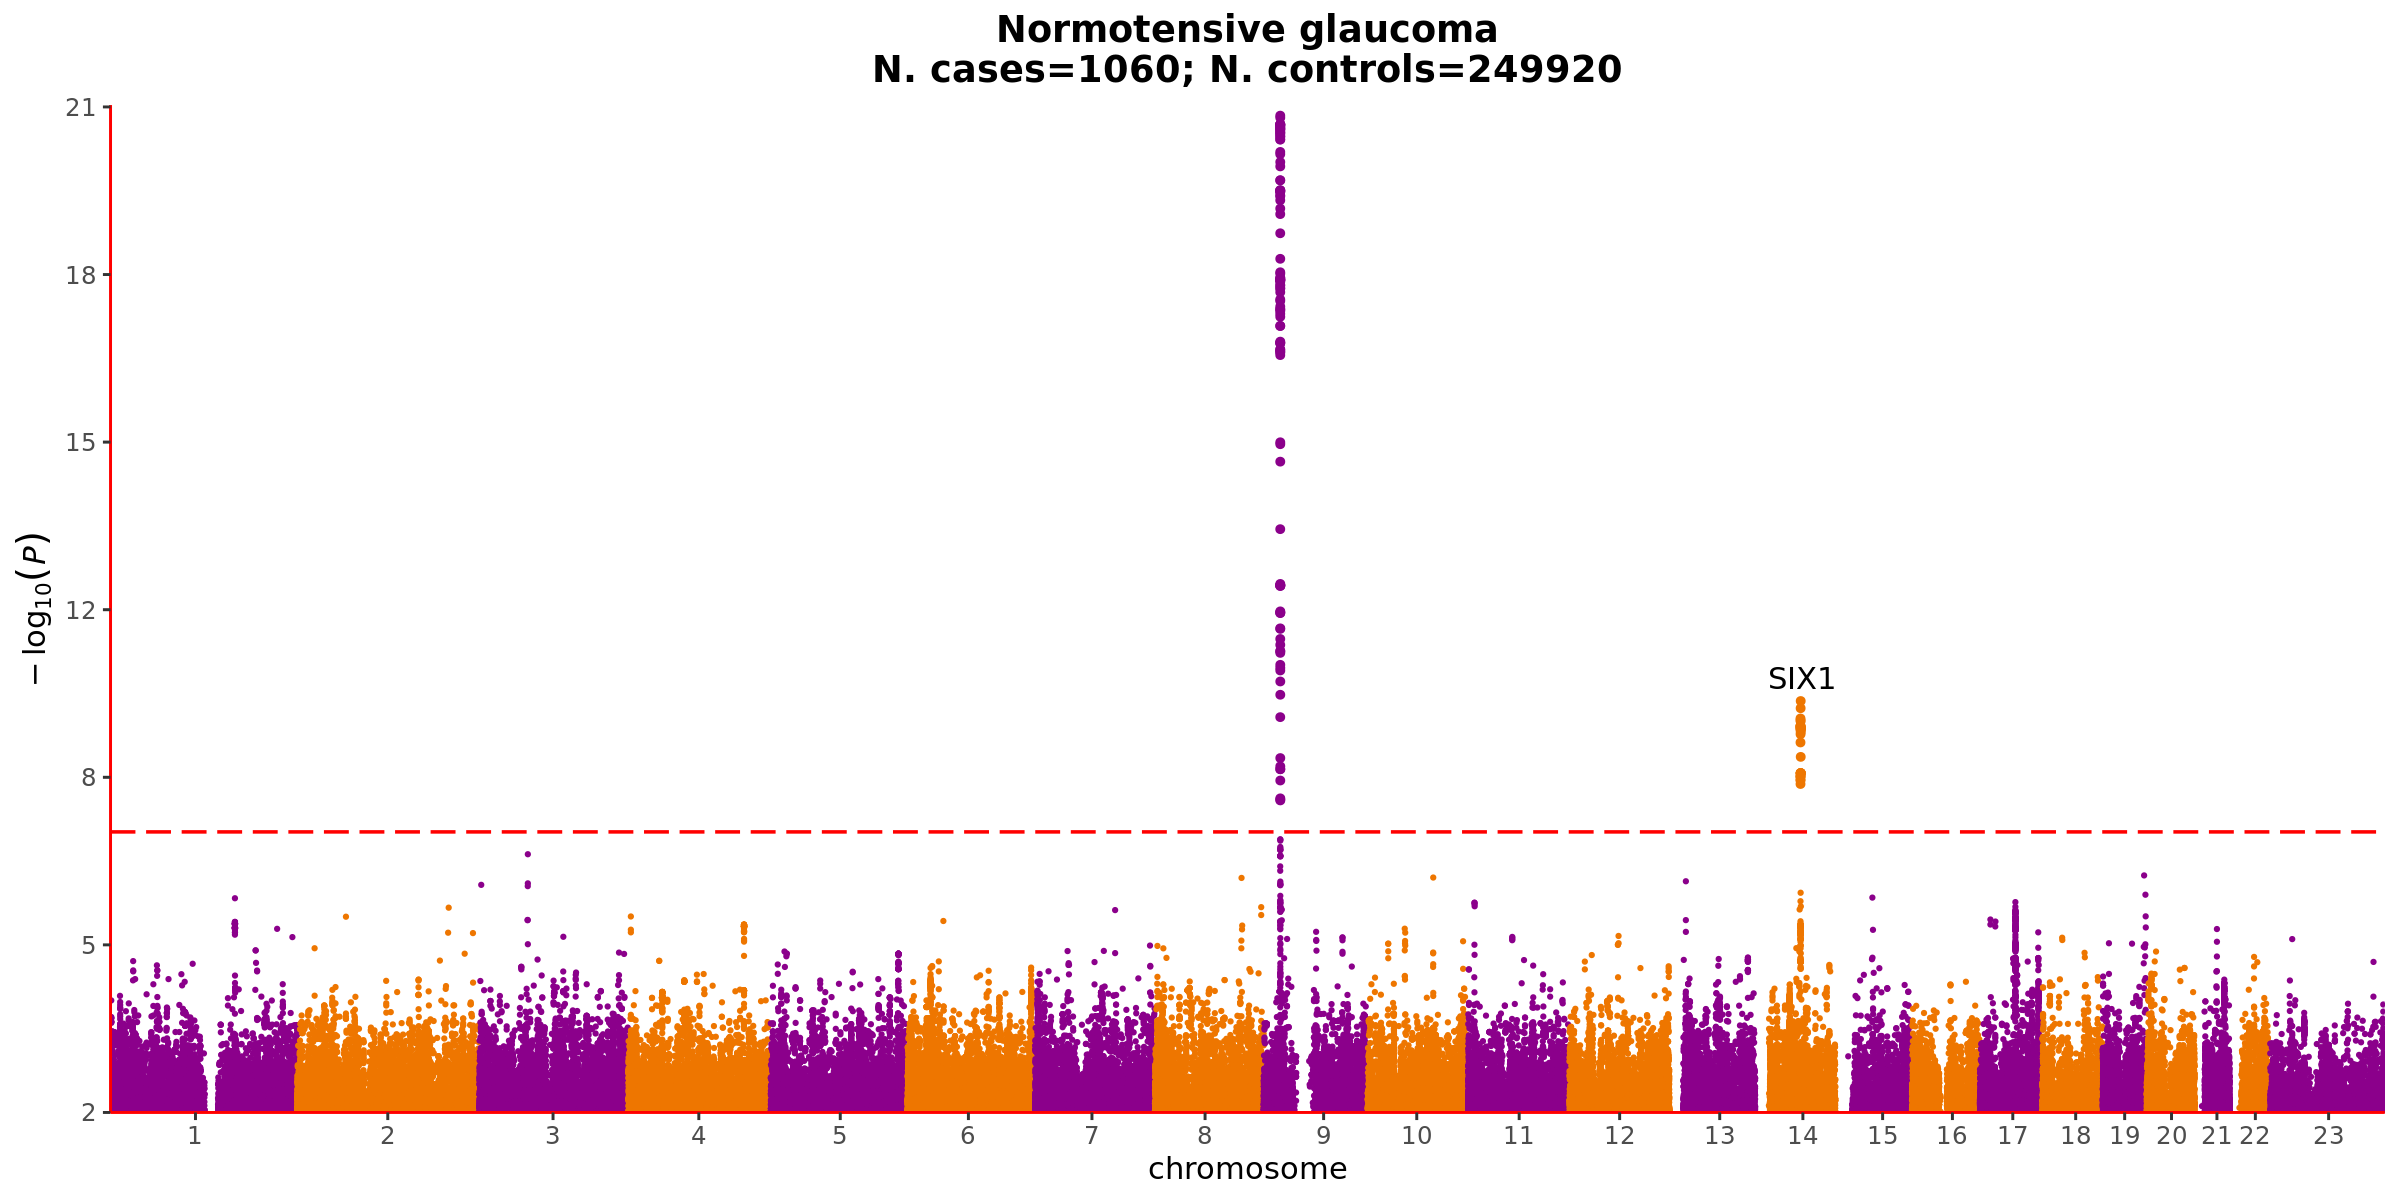 Normotensive glaucoma
N. cases=1060; N. controls=249920
21
18
15
12
8
5
2
− log10(P)
SIX1
1 2 3 4 5 6 7 8 9 10 11 12 13 14 15 16 17 18 19 20 21 22 23
chromosome